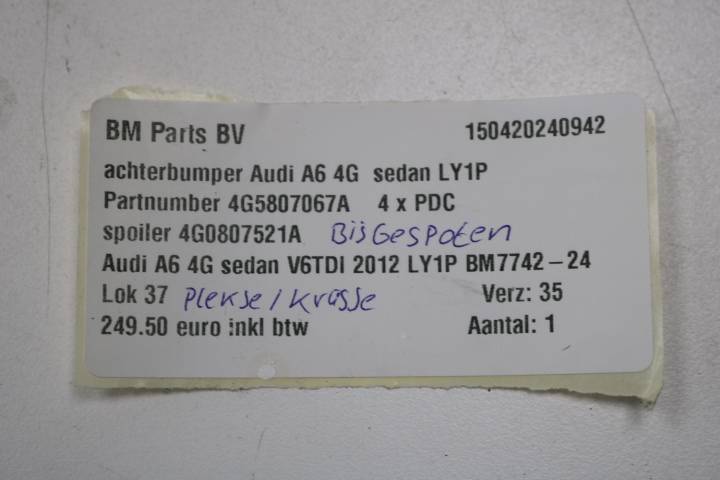 BM Parts BV 150420240942
achterbumper Audi A6 4G sedan LY1P
Partnumber 4G5807067A 4 x PDC
spoiler 4G0807521A BijGespoten
Audi A6 4G sedan V6TDI 2012 LY1P BM7742-24
Lok 37 plekje/krasse Verz: 35
249.50 euro inkl btw Aantal: 1